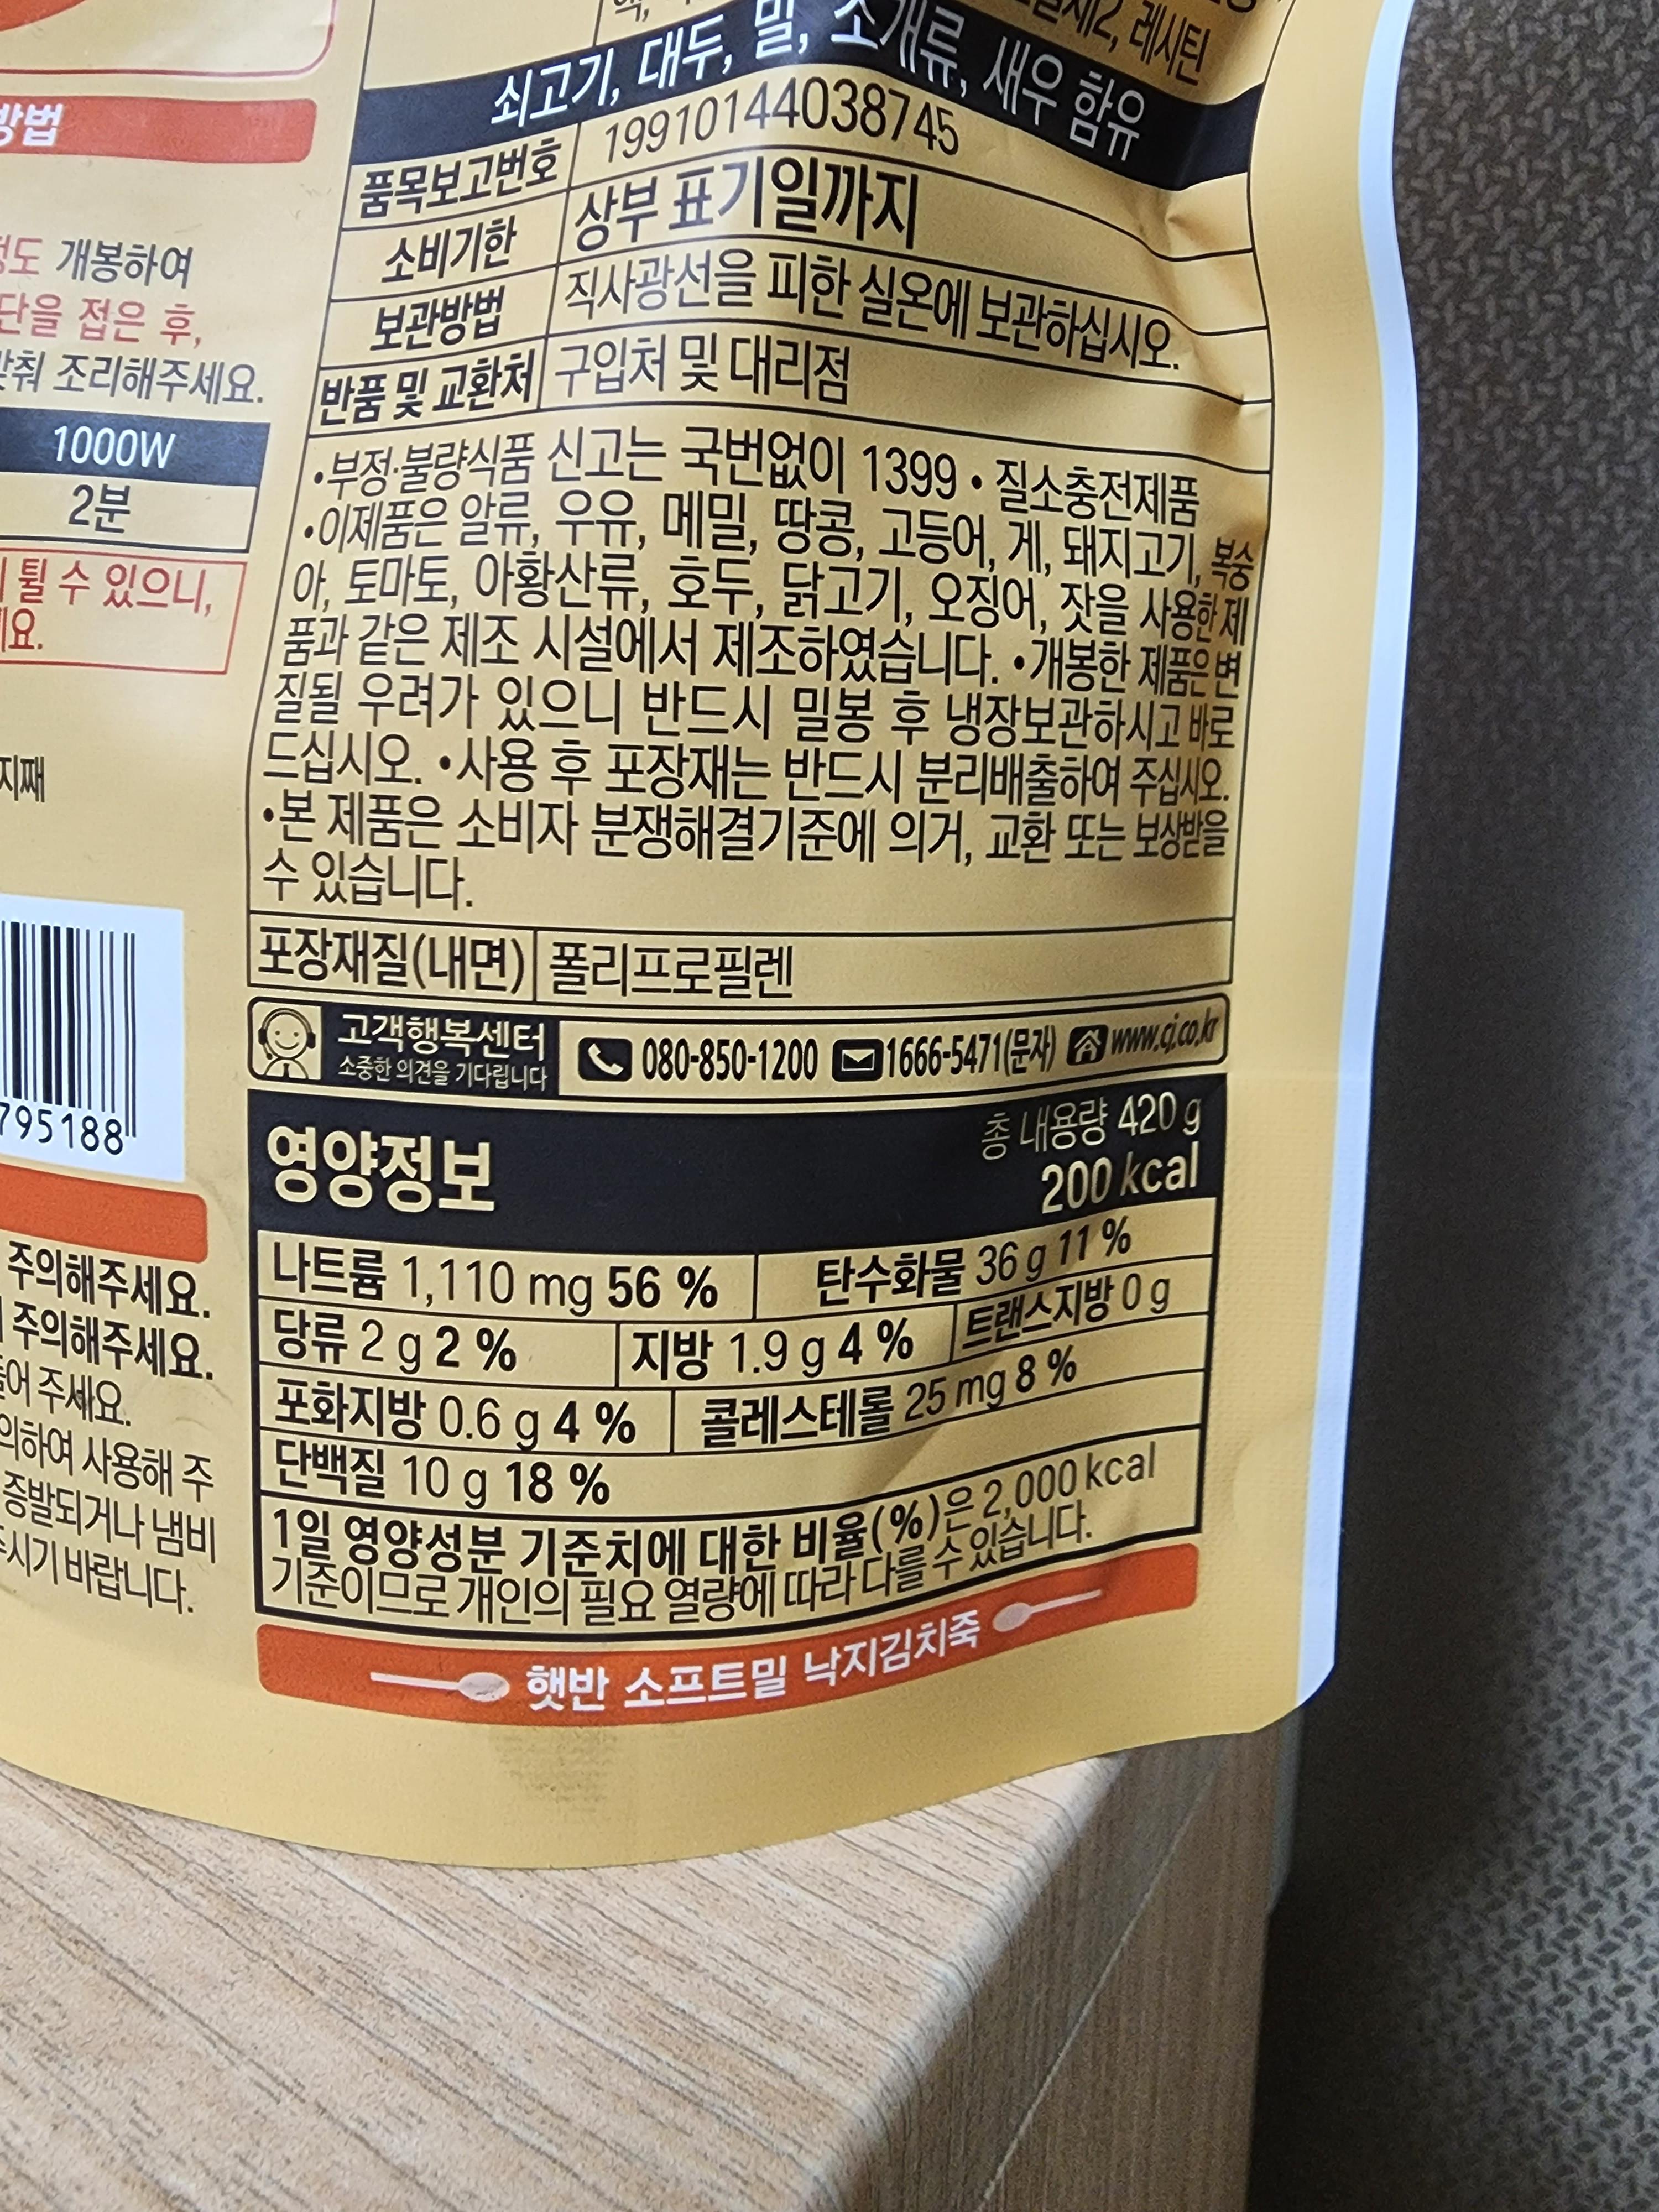 레시틴
쇠고기, 대두, 밀, 조개류, 새우 함유
품목보고번호 19910144038745
소비기한 상부 표기일까지
보관방법 직사광선을 피한 실온에 보관하십시오.
반품 및 교환처 구입처 및 대리점
•부정·불량식품 신고는 국번없이 1399 • 질소충전제품
•이제품은 알류, 우유, 메밀, 땅콩, 고등어, 게, 돼지고기, 복숭
아, 토마토, 아황산류, 호두, 닭고기, 오징어, 잣을 사용한 제
품과 같은 제조 시설에서 제조하였습니다. •개봉한 제품은 변
질될 우려가 있으니 반드시 밀봉 후 냉장보관하시고 바로
드십시오. •사용 후 포장재는 반드시 분리배출하여 주십시오.
•본 제품은 소비자 분쟁해결기준에 의거, 교환 또는 보상받을
수 있습니다.
포장재질(내면) 폴리프로필렌
고객행복센터
소중한 의견을 기다립니다
080-850-1200 1666-5471(문자) www.cj.co.kr
영양정보
총 내용량 420 g
200 kcal
나트륨 1,110 mg 56 % 탄수화물 36 g 11 %
당류 2 g 2 % 지방 1.9 g 4 % 트랜스지방 0 g
포화지방 0.6 g 4 % 콜레스테롤 25 mg 8 %
단백질 10 g 18 %
1일 영양성분 기준치에 대한 비율(%)은 2,000 kcal
기준이므로 개인의 필요 열량에 따라 다를 수 있습니다.
햇반 소프트밀 낙지김치죽
방법
개봉하여
접은 후,
조리해주세요.
1000W
2분
튈 수 있으니,
795188
주의해주세요.
주의해주세요.
주세요.
사용해 주
증발되거나 냄비
바랍니다.